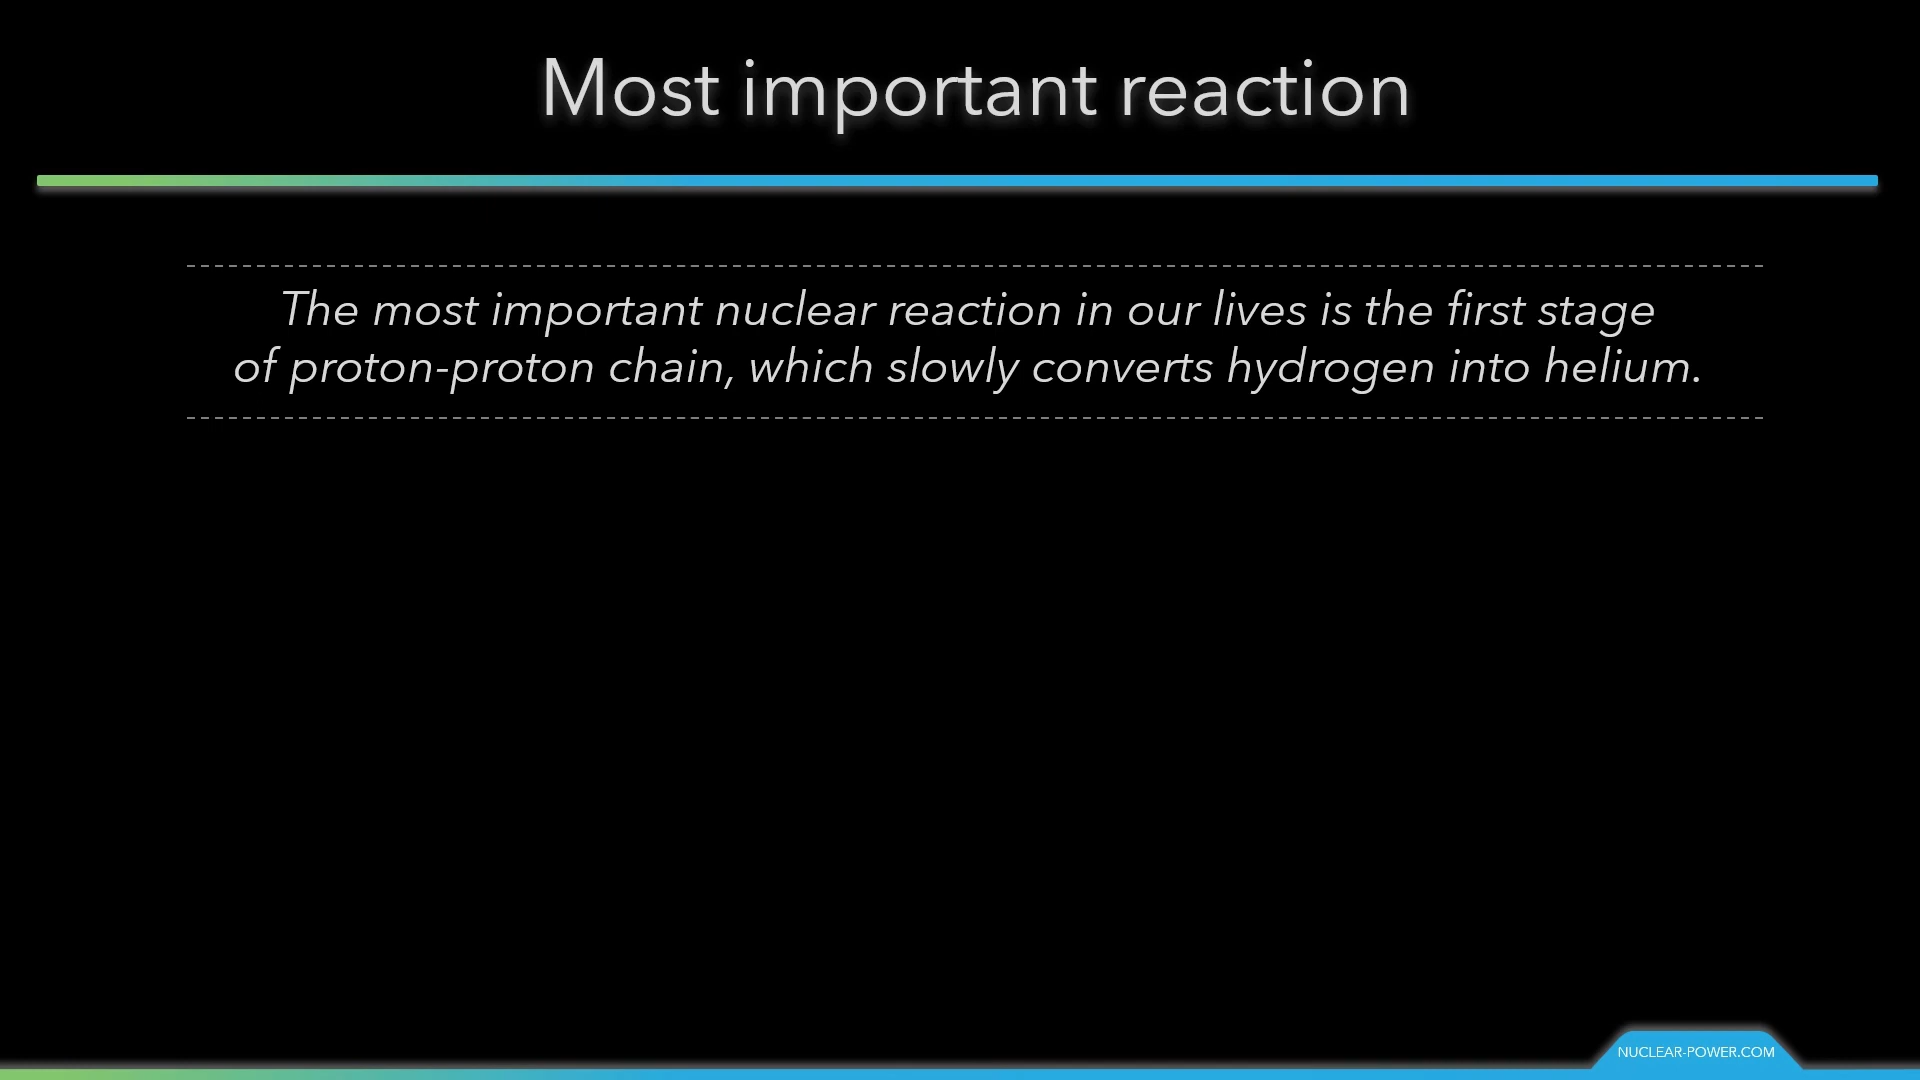 Most important reaction
The most important nuclear reaction in our lives is the first stage
of proton-proton chain, which slowly converts hydrogen into helium.
NUCLEAR-POWER.COM